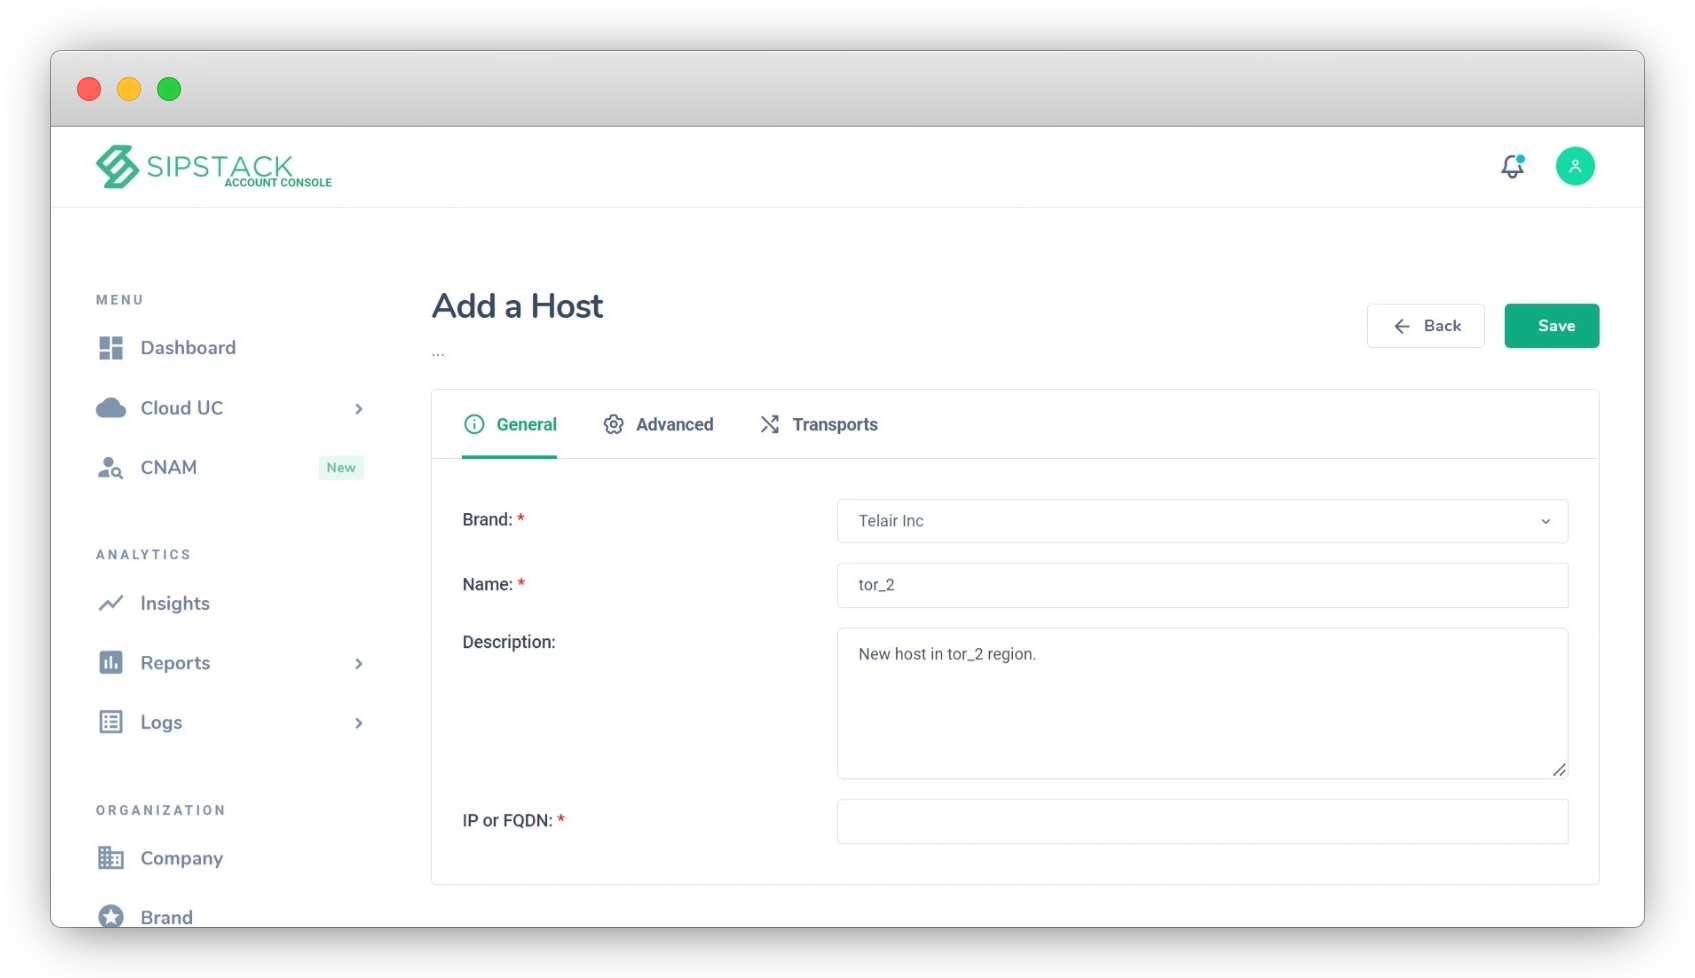 SIPSTACK
ACCOUNT CONSOLE
MENU
Dashboard
Cloud UC
CNAM New
ANALYTICS
Insights
Reports
Logs
ORGANIZATION
Company
Brand
Add a Host
...
Back
Save
General Advanced Transports
Brand: * Telair Inc
Name: * tor_2
Description: New host in tor_2 region.
IP or FQDN: *